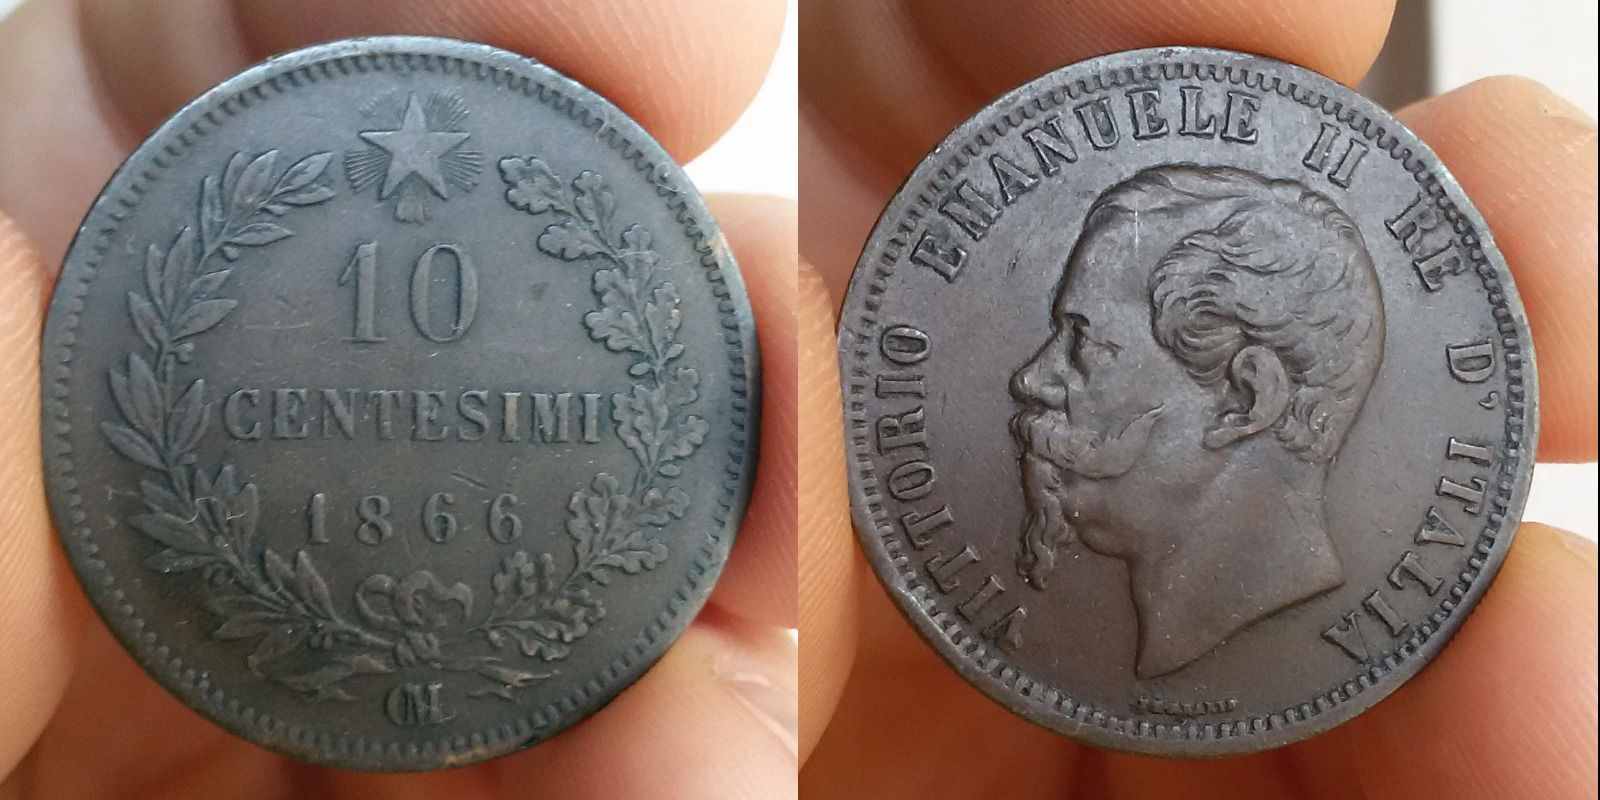 10
CENTESIMI
1866
OM
VITTORIO EMANUELE II RE D'ITALIA